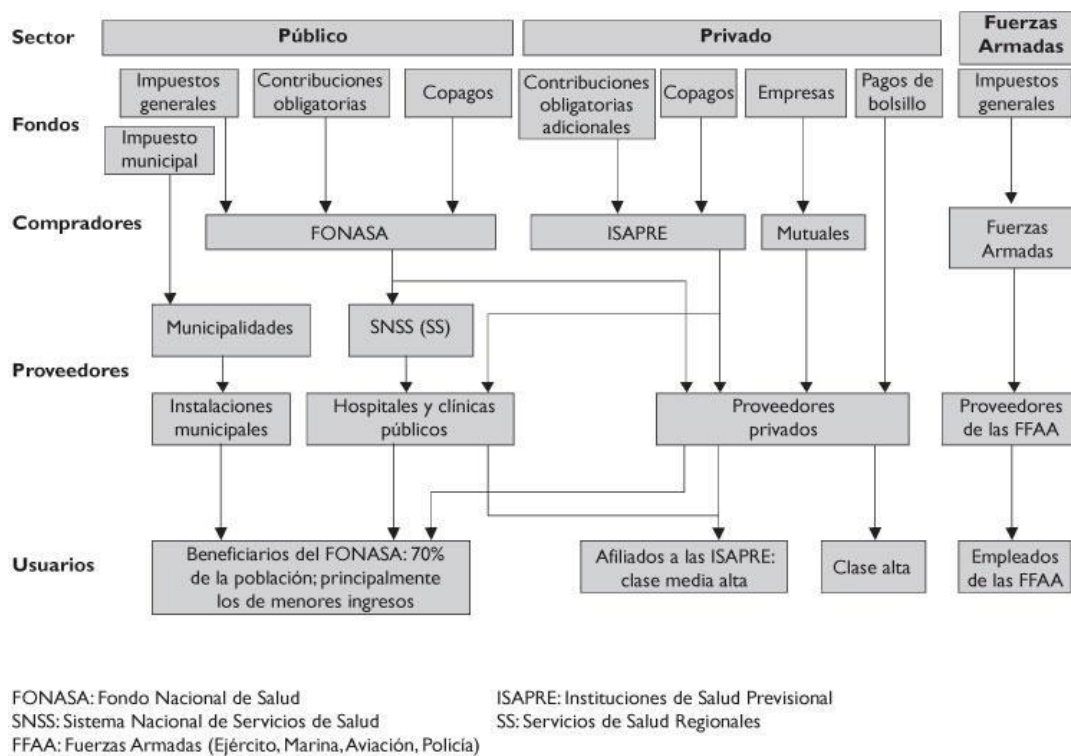 Sector
Público
Privado
Fuerzas
Armadas
Fondos
Impuestos
generales
Contribuciones
obligatorias
Copagos
Contribuciones
obligatorias
adicionales
Copagos
Empresas
Pagos de
bolsillo
Impuestos
generales
Impuesto
municipal
Compradores
FONASA
ISAPRE
Mutuales
Fuerzas
Armadas
Proveedores
Municipalidades
SNSS (SS)
Instalaciones
municipales
Hospitales y clínicas
públicos
Proveedores
privados
Proveedores
de las FFAA
Usuarios
Beneficiarios del FONASA: 70%
de la población; principalmente
los de menores ingresos
Afiliados a las ISAPRE:
clase media alta
Clase alta
Empleados
de las FFAA
FONASA: Fondo Nacional de Salud
ISAPRE: Instituciones de Salud Previsional
SNSS: Sistema Nacional de Servicios de Salud
SS: Servicios de Salud Regionales
FFAA: Fuerzas Armadas (Ejército, Marina, Aviación, Policía)